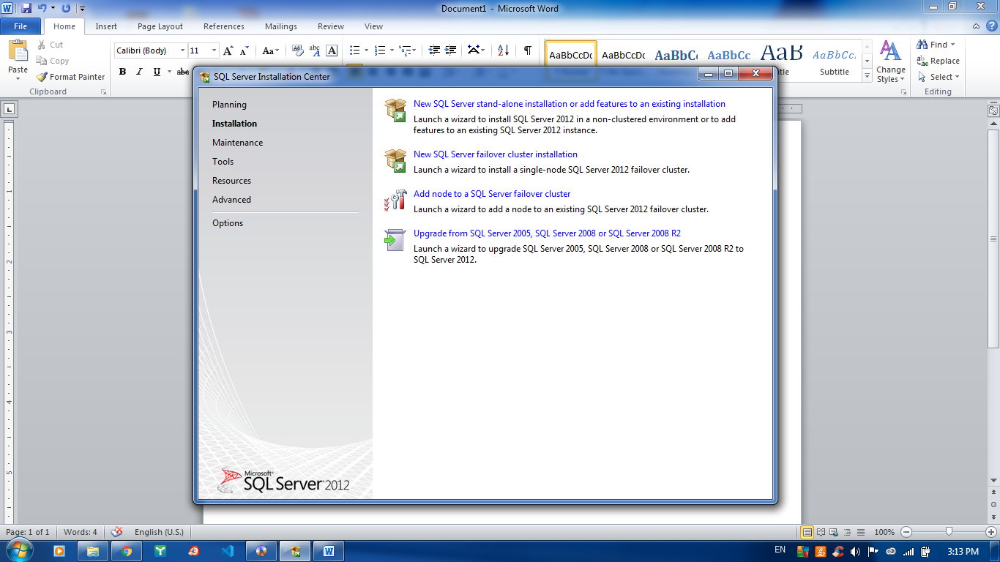 Document1 - Microsoft Word
File Home Insert Page Layout References Mailings Review View
Paste
Cut
Copy
Format Painter
Clipboard
Calibri (Body) 11
Aa
B I U abc
AaBbCcDc AaBbCcDc AaBbC AaBbCc AaB AaBbCc.
Subtitle
Change
Styles
Find
Replace
Select
Editing
SQL Server Installation Center
Planning
Installation
Maintenance
Tools
Resources
Advanced
Options
New SQL Server stand-alone installation or add features to an existing installation
Launch a wizard to install SQL Server 2012 in a non-clustered environment or to add
features to an existing SQL Server 2012 instance.
New SQL Server failover cluster installation
Launch a wizard to install a single-node SQL Server 2012 failover cluster.
Add node to a SQL Server failover cluster
Launch a wizard to add a node to an existing SQL Server 2012 failover cluster.
Upgrade from SQL Server 2005, SQL Server 2008 or SQL Server 2008 R2
Launch a wizard to upgrade SQL Server 2005, SQL Server 2008 or SQL Server 2008 R2 to
SQL Server 2012.
Microsoft®
SQL Server 2012
1
2
3
4
5
Page: 1 of 1 Words: 4 English (U.S.) 100%
EN 3:13 PM